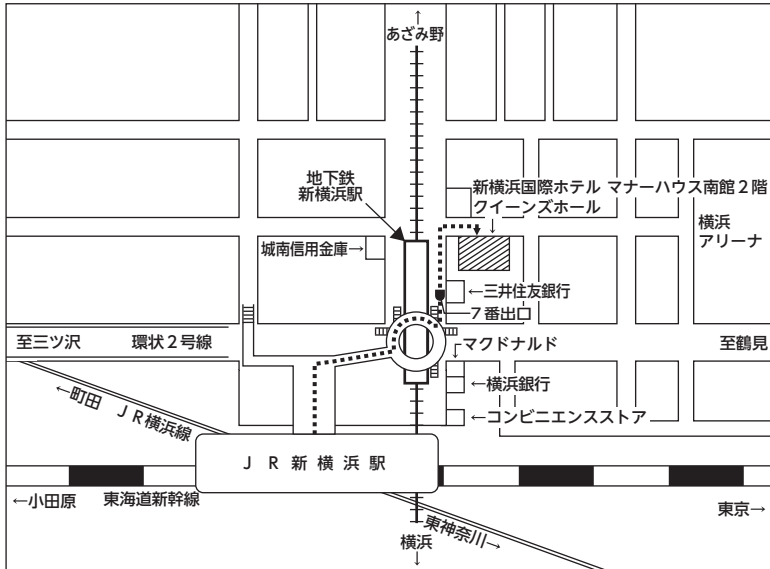 ↑
あざみ野
地下鉄
新横浜駅
新横浜国際ホテル マナーハウス南館2階
クイーンズホール
↓
横浜
アリーナ
城南信用金庫→
←三井住友銀行
7番出口
至三ツ沢
環状2号線
マクドナルド
至鶴見
←横浜銀行
←コンビニエンスストア
←町田 JR横浜線
JR新横浜駅
←小田原
東海道新幹線
東京→
東神奈川→
横浜
↓